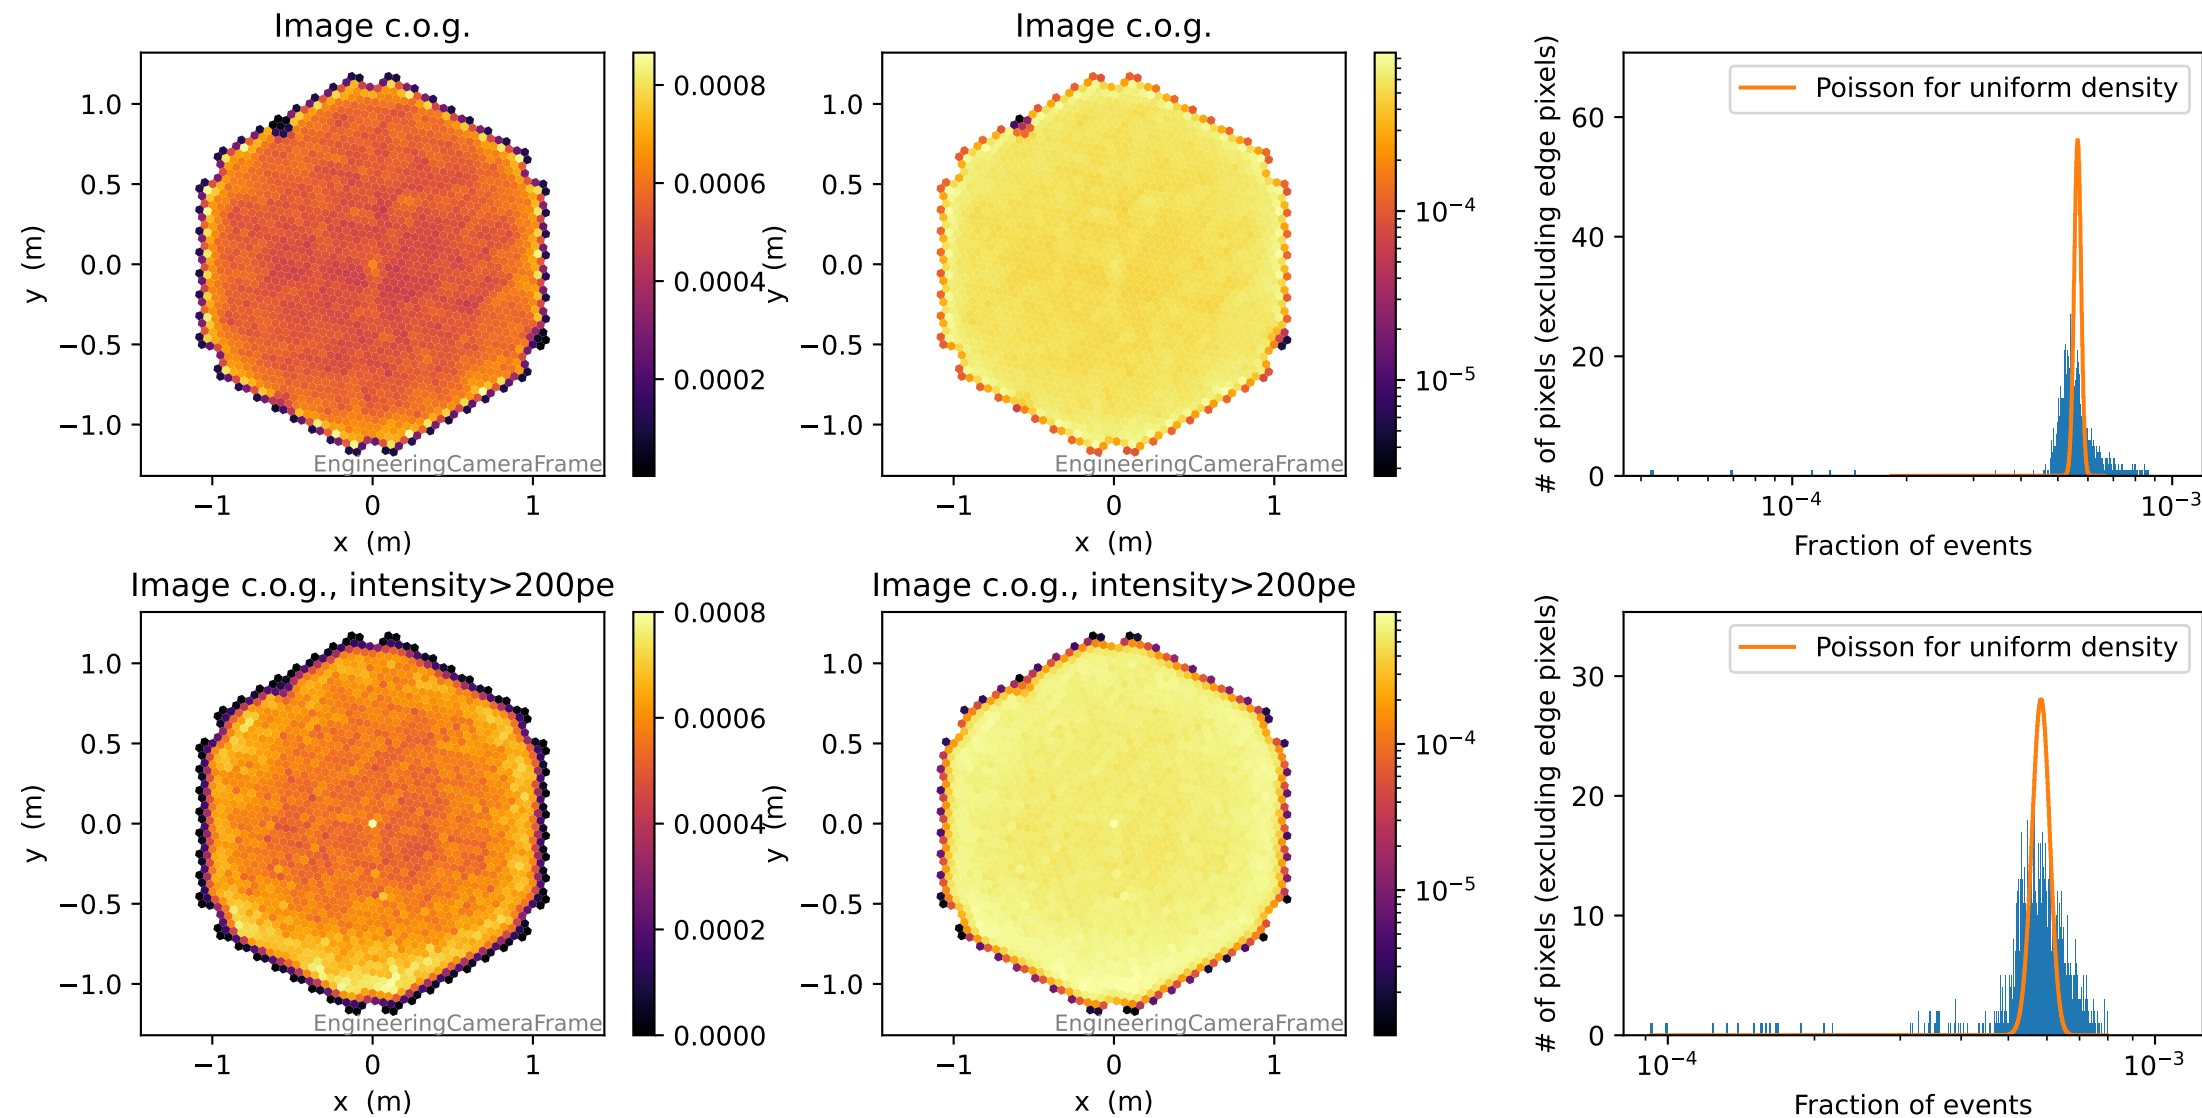 Image c.o.g.
1.0
0.5
0.0
−0.5
−1.0
y (m)
−1
0
1
x (m)
EngineeringCameraFrame
0.0008
0.0006
0.0004
0.0002
Image c.o.g.
1.0
0.5
0.0
−0.5
−1.0
y (m)
−1
0
1
x (m)
EngineeringCameraFrame
10⁻⁴
10⁻⁵
# of pixels (excluding edge pixels)
60
40
20
0
Poisson for uniform density
10⁻⁴
10⁻³
Fraction of events
Image c.o.g., intensity>200pe
1.0
0.5
0.0
−0.5
−1.0
y (m)
−1
0
1
x (m)
EngineeringCameraFrame
0.0008
0.0006
0.0004
0.0002
0.0000
Image c.o.g., intensity>200pe
1.0
0.5
0.0
−0.5
−1.0
y (m)
−1
0
1
x (m)
EngineeringCameraFrame
10⁻⁴
10⁻⁵
# of pixels (excluding edge pixels)
30
20
10
0
Poisson for uniform density
10⁻⁴
10⁻³
Fraction of events